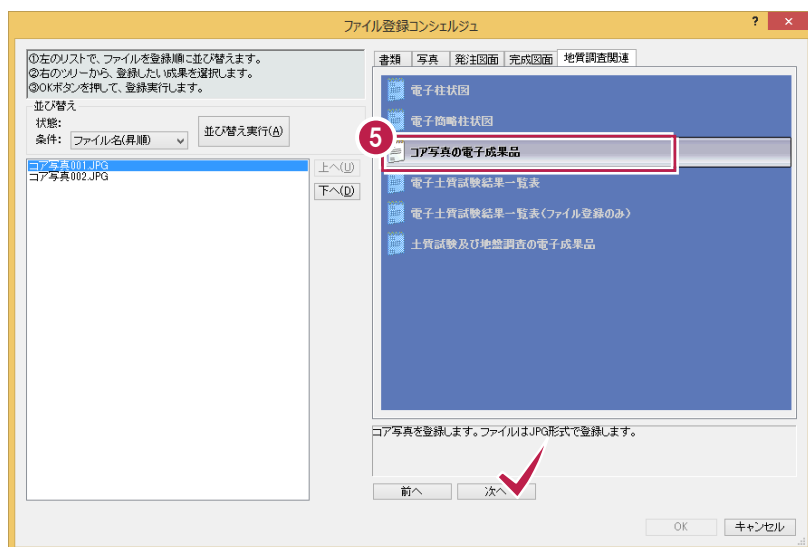 ファイル登録コンシェルジュ
? ×
①左のリストで、ファイルを登録順に並び替えます。
②右のツリーから、登録したい成果を選択します。
③OKボタンを押して、登録実行します。
並び替え
状態:
条件: ファイル名(昇順)
並び替え実行(A)
コア写真001.JPG
コア写真002.JPG
上へ(U)
下へ(D)
書類 写真 発注図面 完成図面 地質調査関連
電子柱状図
電子簡略柱状図
5
コア写真の電子成果品
電子土質試験結果一覧表
電子土質試験結果一覧表(ファイル登録のみ)
土質試験及び地盤調査の電子成果品
コア写真を登録します。ファイルはJPG形式で登録します。
前へ 次へ
OK キャンセル